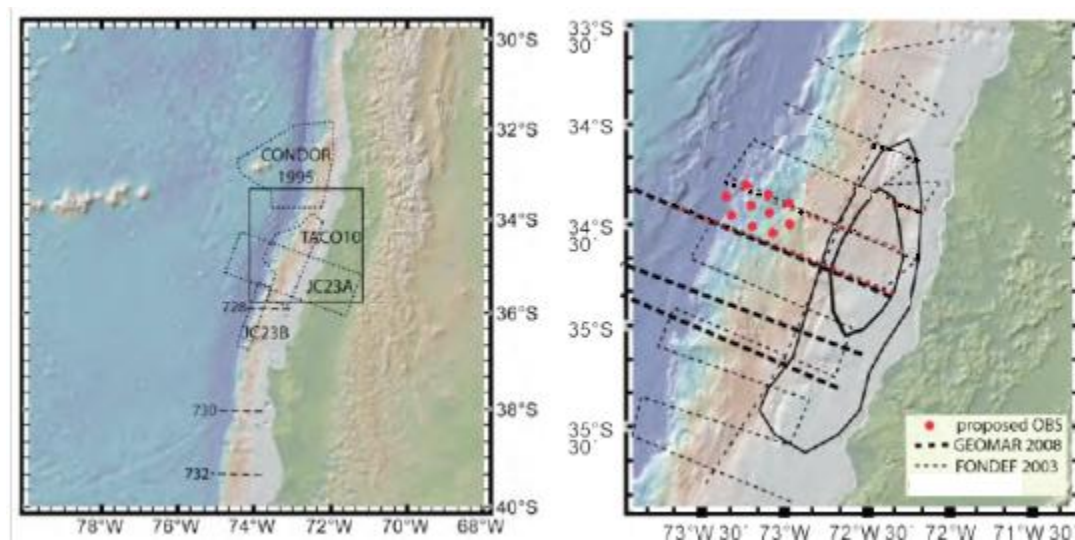 30°S
32°S
34°S
36°S
38°S
40°S
CONDOR
1995
TACO10
JC23A
728
JC23B
730
732
78°W 76°W 74°W 72°W 70°W 68°W
33°S
30´
34°S
34°S
30´
35°S
35°S
30´
proposed OBS
GEOMAR 2008
FONDEF 2003
73°W 30´ 73°W 72°W 30´ 72°W 71°W 30´